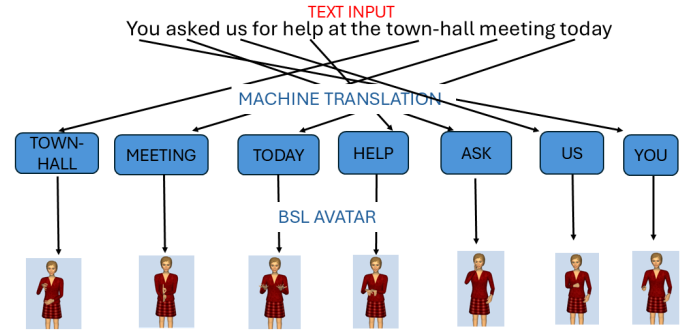 TEXT INPUT
You asked us for help at the town-hall meeting today
MACHINE TRANSLATION
TOWN-
HALL
MEETING
TODAY
HELP
ASK
US
YOU
BSL AVATAR